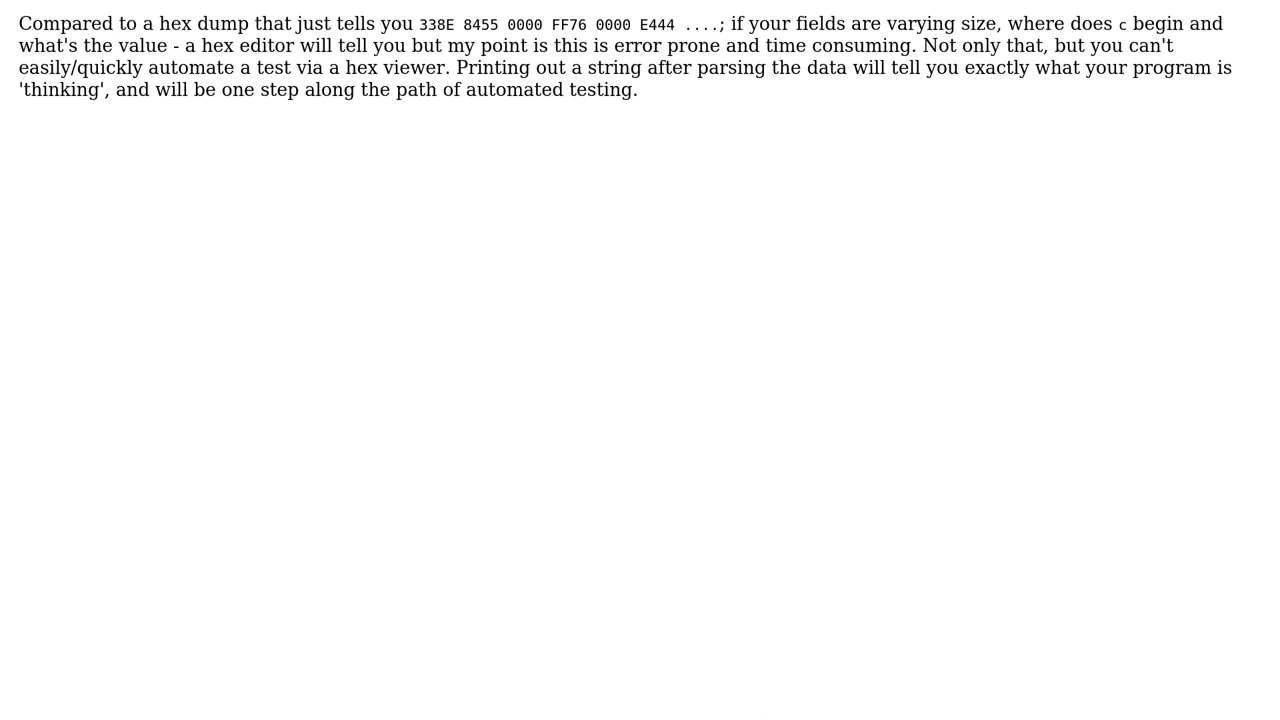 Compared to a hex dump that just tells you 338E 8455 0000 FF76 0000 E444 ....; if your fields are varying size, where does c begin and
what's the value - a hex editor will tell you but my point is this is error prone and time consuming. Not only that, but you can't
easily/quickly automate a test via a hex viewer. Printing out a string after parsing the data will tell you exactly what your program is
'thinking', and will be one step along the path of automated testing.